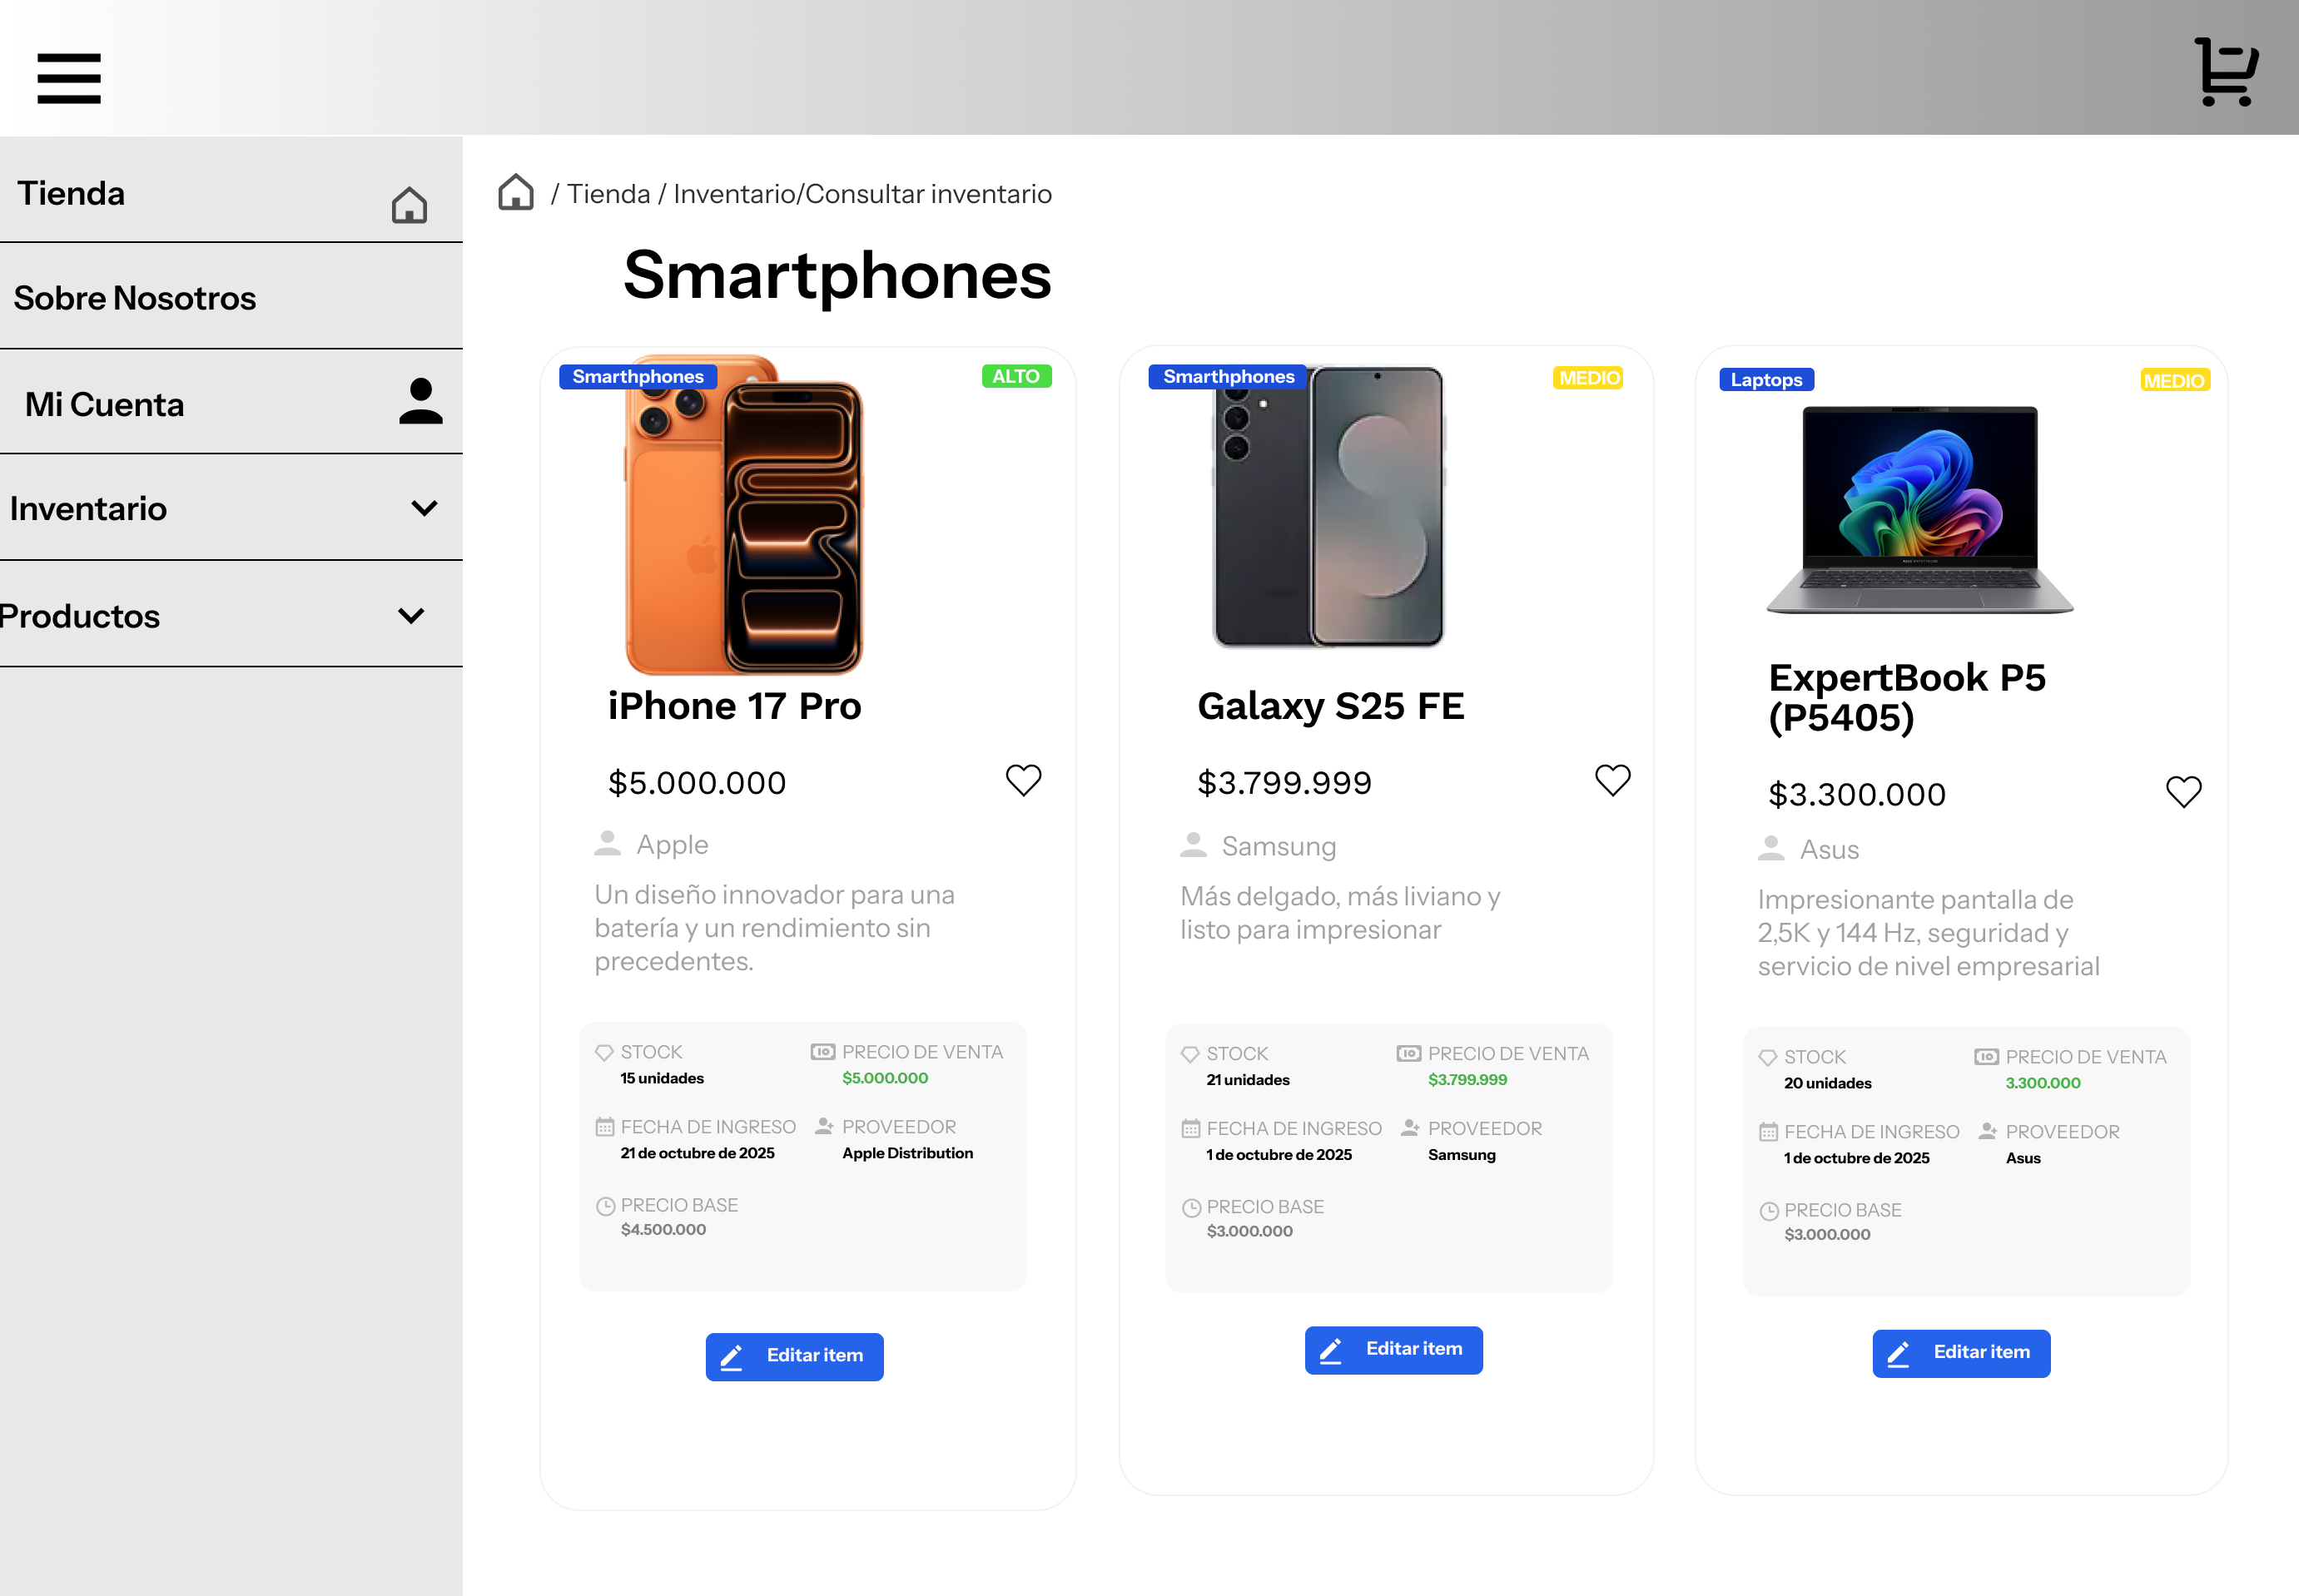 Tienda
Sobre Nosotros
Mi Cuenta
Inventario
Productos
/ Tienda / Inventario/Consultar inventario
Smartphones
Smarthphones
ALTO
iPhone 17 Pro
$5.000.000
Apple
Un diseño innovador para una
batería y un rendimiento sin
precedentes.
STOCK
15 unidades
PRECIO DE VENTA
$5.000.000
FECHA DE INGRESO
21 de octubre de 2025
PROVEEDOR
Apple Distribution
PRECIO BASE
$4.500.000
Editar item
Smarthphones
MEDIO
Galaxy S25 FE
$3.799.999
Samsung
Más delgado, más liviano y
listo para impresionar
STOCK
21 unidades
PRECIO DE VENTA
$3.799.999
FECHA DE INGRESO
1 de octubre de 2025
PROVEEDOR
Samsung
PRECIO BASE
$3.000.000
Editar item
Laptops
MEDIO
ExpertBook P5
(P5405)
$3.300.000
Asus
Impresionante pantalla de
2,5K y 144 Hz, seguridad y
servicio de nivel empresarial
STOCK
20 unidades
PRECIO DE VENTA
3.300.000
FECHA DE INGRESO
1 de octubre de 2025
PROVEEDOR
Asus
PRECIO BASE
$3.000.000
Editar item